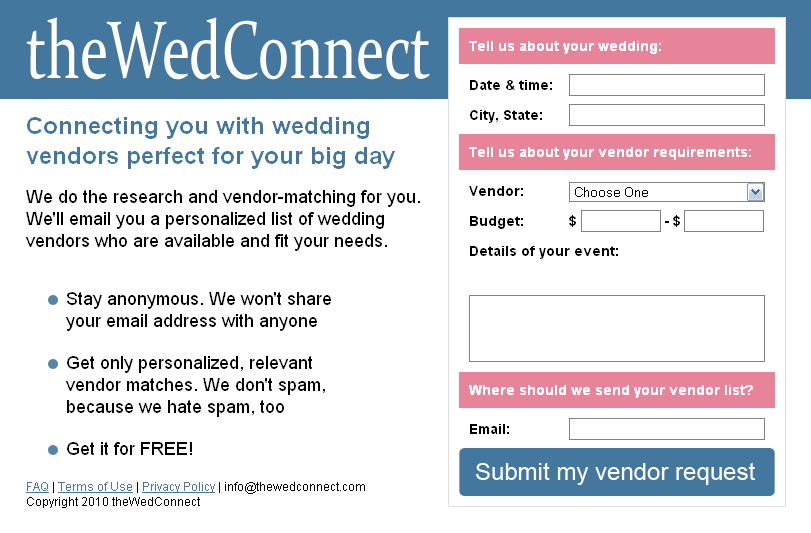 theWedConnect
Connecting you with wedding
vendors perfect for your big day
We do the research and vendor-matching for you.
We'll email you a personalized list of wedding
vendors who are available and fit your needs.
Stay anonymous. We won't share
your email address with anyone
Get only personalized, relevant
vendor matches. We don't spam,
because we hate spam, too
Get it for FREE!
FAQ | Terms of Use | Privacy Policy | info@thewedconnect.com
Copyright 2010 theWedConnect
Tell us about your wedding:
Date & time:
City, State:
Tell us about your vendor requirements:
Vendor: Choose One
Budget: $ - $
Details of your event:
Where should we send your vendor list?
Email:
Submit my vendor request